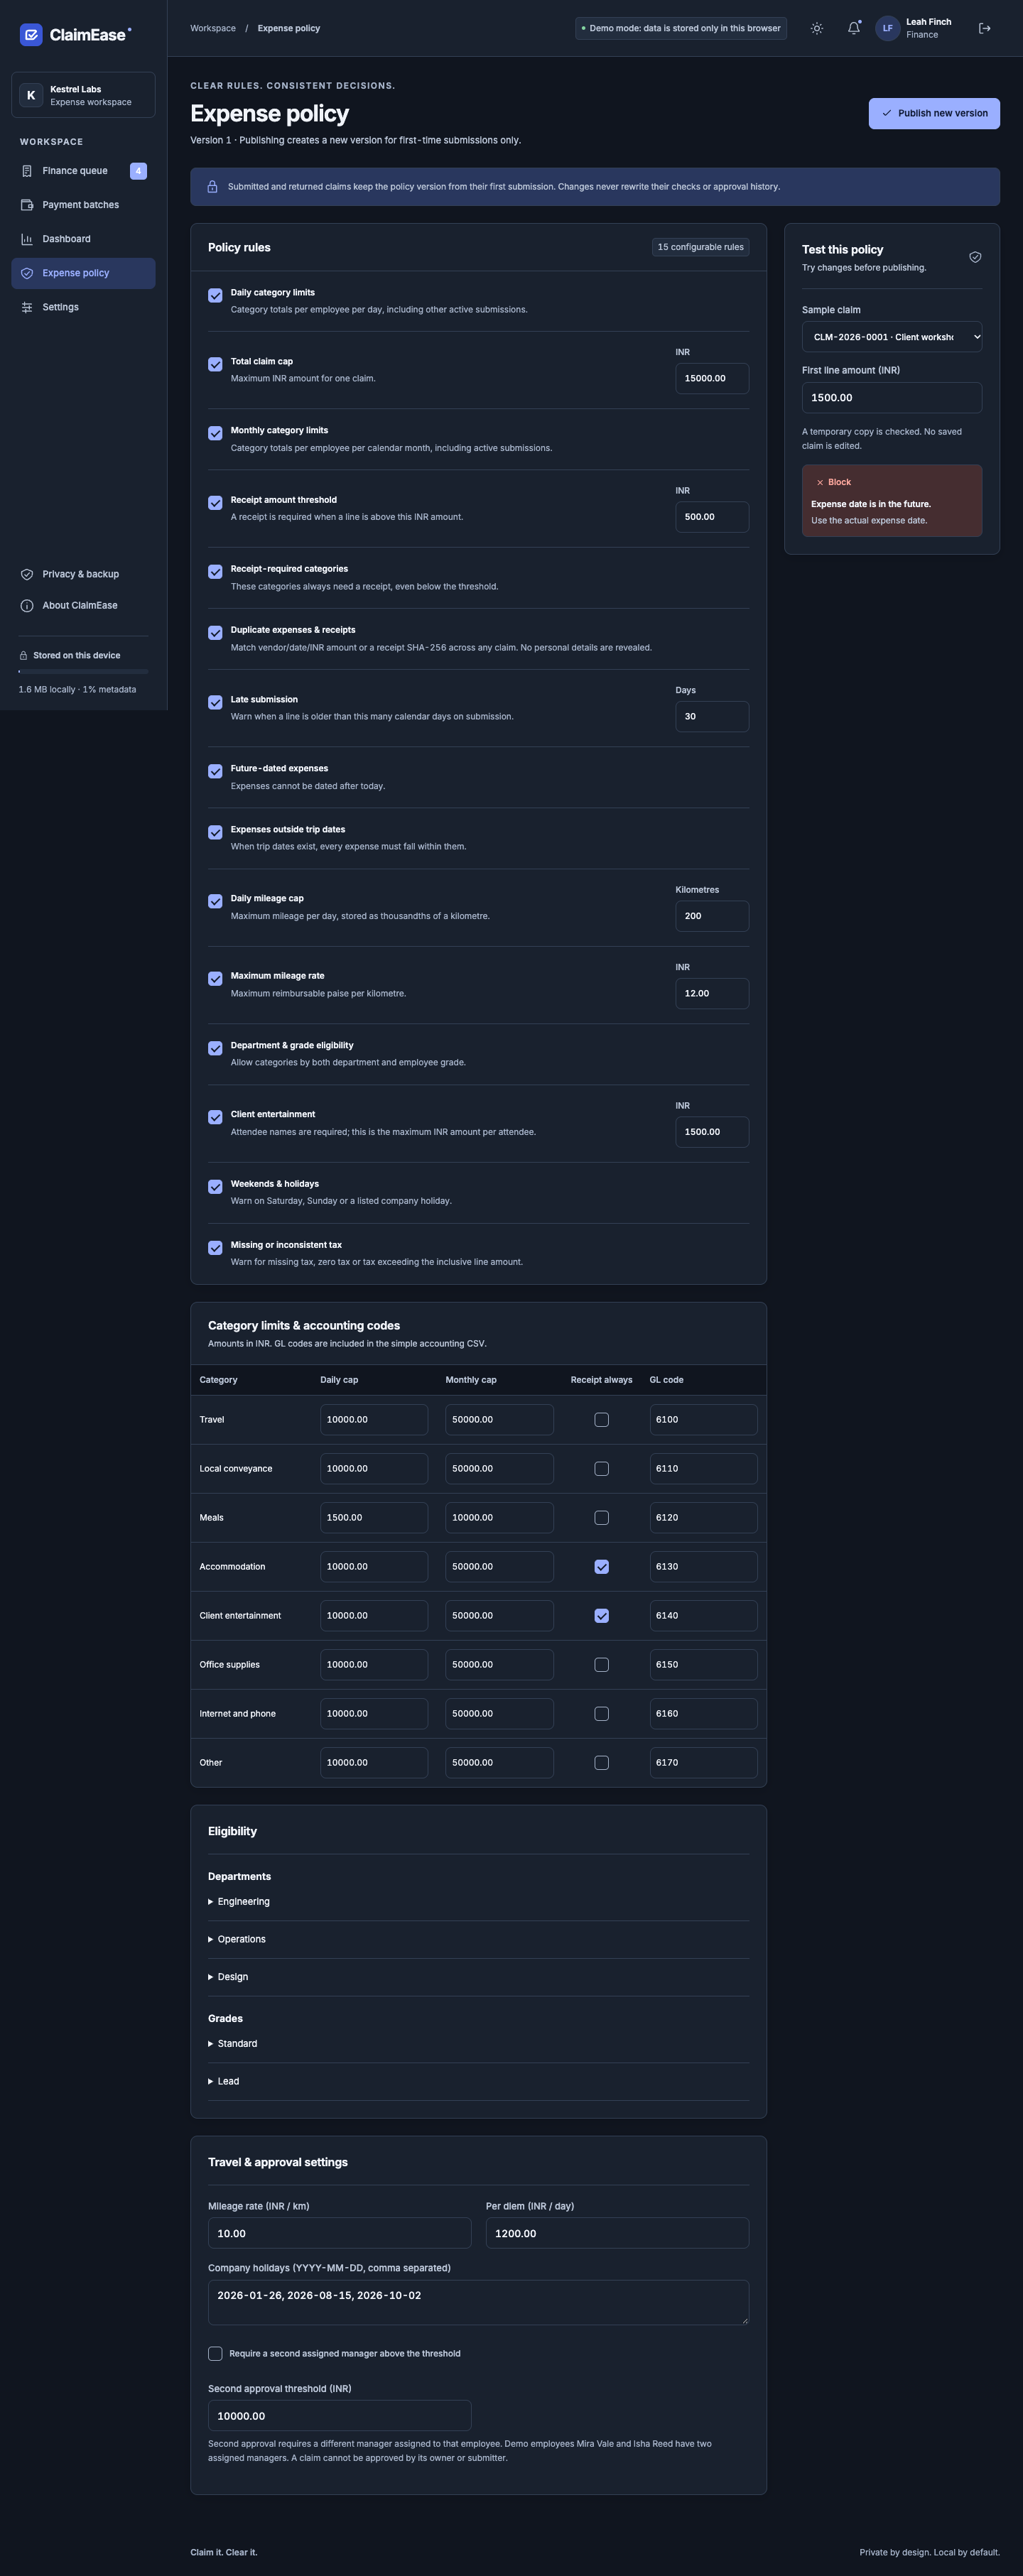 ClaimEase
K
Kestrel Labs
Expense workspace
WORKSPACE
Finance queue 4
Payment batches
Dashboard
Expense policy
Settings
Privacy & backup
About ClaimEase
Stored on this device
1.6 MB locally · 1% metadata
Workspace / Expense policy
Demo mode: data is stored only in this browser
LF
Leah Finch
Finance
CLEAR RULES. CONSISTENT DECISIONS.
Expense policy
Version 1 · Publishing creates a new version for first-time submissions only.
Publish new version
Submitted and returned claims keep the policy version from their first submission. Changes never rewrite their checks or approval history.
Policy rules
15 configurable rules
Daily category limits
Category totals per employee per day, including other active submissions.
Total claim cap
Maximum INR amount for one claim.
INR
15000.00
Monthly category limits
Category totals per employee per calendar month, including active submissions.
Receipt amount threshold
A receipt is required when a line is above this INR amount.
INR
500.00
Receipt-required categories
These categories always need a receipt, even below the threshold.
Duplicate expenses & receipts
Match vendor/date/INR amount or a receipt SHA-256 across any claim. No personal details are revealed.
Late submission
Warn when a line is older than this many calendar days on submission.
Days
30
Future-dated expenses
Expenses cannot be dated after today.
Expenses outside trip dates
When trip dates exist, every expense must fall within them.
Daily mileage cap
Maximum mileage per day, stored as thousandths of a kilometre.
Kilometres
200
Maximum mileage rate
Maximum reimbursable paise per kilometre.
INR
12.00
Department & grade eligibility
Allow categories by both department and employee grade.
Client entertainment
Attendee names are required; this is the maximum INR amount per attendee.
INR
1500.00
Weekends & holidays
Warn on Saturday, Sunday or a listed company holiday.
Missing or inconsistent tax
Warn for missing tax, zero tax or tax exceeding the inclusive line amount.
Test this policy
Try changes before publishing.
Sample claim
CLM-2026-0001 · Client worksho
First line amount (INR)
1500.00
A temporary copy is checked. No saved
claim is edited.
Block
Expense date is in the future.
Use the actual expense date.
Category limits & accounting codes
Amounts in INR. GL codes are included in the simple accounting CSV.
Category Daily cap Monthly cap Receipt always GL code
Travel 10000.00 50000.00 6100
Local conveyance 10000.00 50000.00 6110
Meals 1500.00 10000.00 6120
Accommodation 10000.00 50000.00 6130
Client entertainment 10000.00 50000.00 6140
Office supplies 10000.00 50000.00 6150
Internet and phone 10000.00 50000.00 6160
Other 10000.00 50000.00 6170
Eligibility
Departments
Engineering
Operations
Design
Grades
Standard
Lead
Travel & approval settings
Mileage rate (INR / km)
10.00
Per diem (INR / day)
1200.00
Company holidays (YYYY-MM-DD, comma separated)
2026-01-26, 2026-08-15, 2026-10-02
Require a second assigned manager above the threshold
Second approval threshold (INR)
10000.00
Second approval requires a different manager assigned to that employee. Demo employees Mira Vale and Isha Reed have two
assigned managers. A claim cannot be approved by its owner or submitter.
Claim it. Clear it.
Private by design. Local by default.